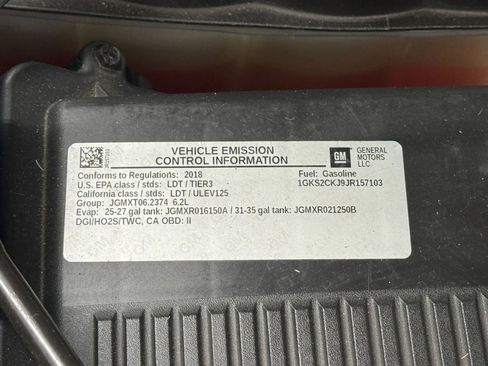 VEHICLE EMISSION
CONTROL INFORMATION
GM
GENERAL
MOTORS
LLC
Conforms to Regulations: 2018
Fuel: Gasoline
U.S. EPA class / stds: LDT / TIER3
1GKS2CKJ9JR157103
California class / stds: LDT / ULEV125
Group: JGMXT06.2374 6.2L
Evap: 25-27 gal tank: JGMXR016150A / 31-35 gal tank: JGMXR021250B
DGI/HO2S/TWC, CA OBD: II